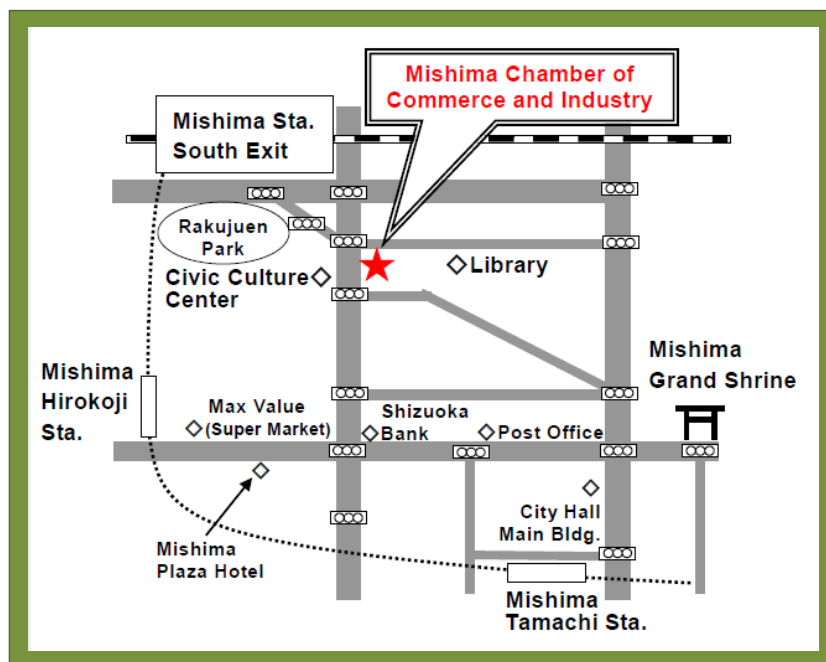 Mishima Chamber of
Commerce and Industry
Mishima Sta.
South Exit
Rakujuen
Park
Civic Culture
Center
Library
Mishima
Grand Shrine
Mishima
Hirokoji
Sta.
Max Value
(Super Market)
Shizuoka
Bank
Post Office
City Hall
Main Bldg.
Mishima
Plaza Hotel
Mishima
Tamachi Sta.